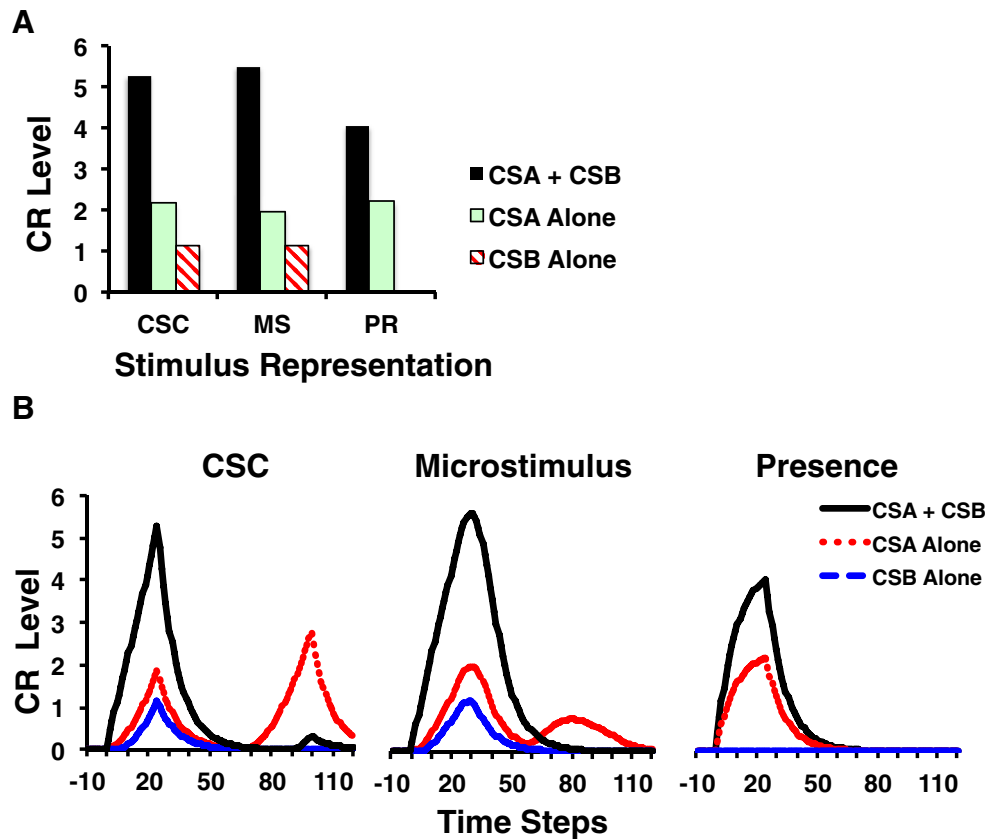 A
6
5
4
3
2
1
0
CR Level
CSC MS PR
Stimulus Representation
CSA + CSB
CSA Alone
CSB Alone
B
CSC Microstimulus Presence
6
5
4
3
2
1
0
CR Level
CSA + CSB
CSA Alone
CSB Alone
-10 20 50 80 110 -10 20 50 80 110 -10 20 50 80 110
Time Steps